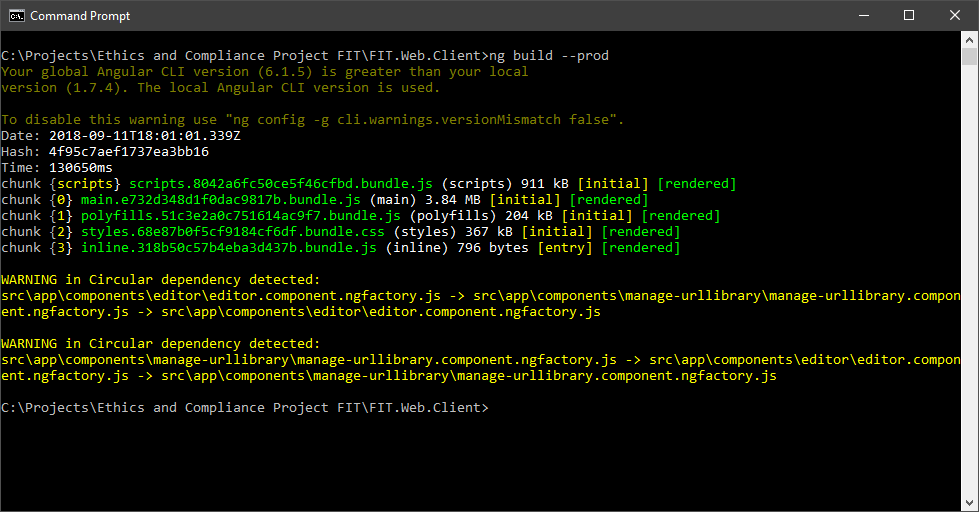 Command Prompt
C:\Projects\Ethics and Compliance Project FIT\FIT.Web.Client>ng build --prod
Your global Angular CLI version (6.1.5) is greater than your local
version (1.7.4). The local Angular CLI version is used.
To disable this warning use "ng config -g cli.warnings.versionMismatch false".
Date: 2018-09-11T18:01:01.339Z
Hash: 4f95c7aef1737ea3bb16
Time: 130650ms
chunk {scripts} scripts.8042a6fc50ce5f46cfbd.bundle.js (scripts) 911 kB [initial] [rendered]
chunk {0} main.e732d348d1f0dac9817b.bundle.js (main) 3.84 MB [initial] [rendered]
chunk {1} polyfills.51c3e2a0c751614ac9f7.bundle.js (polyfills) 204 kB [initial] [rendered]
chunk {2} styles.68e87b0f5cf9184cf6df.bundle.css (styles) 367 kB [initial] [rendered]
chunk {3} inline.318b50c57b4eba3d437b.bundle.js (inline) 796 bytes [entry] [rendered]
WARNING in Circular dependency detected:
src\app\components\editor\editor.component.ngfactory.js -> src\app\components\manage-urllibrary\manage-urllibrary.compon
ent.ngfactory.js -> src\app\components\editor\editor.component.ngfactory.js
WARNING in Circular dependency detected:
src\app\components\manage-urllibrary\manage-urllibrary.component.ngfactory.js -> src\app\components\editor\editor.compon
ent.ngfactory.js -> src\app\components\manage-urllibrary\manage-urllibrary.component.ngfactory.js
C:\Projects\Ethics and Compliance Project FIT\FIT.Web.Client>